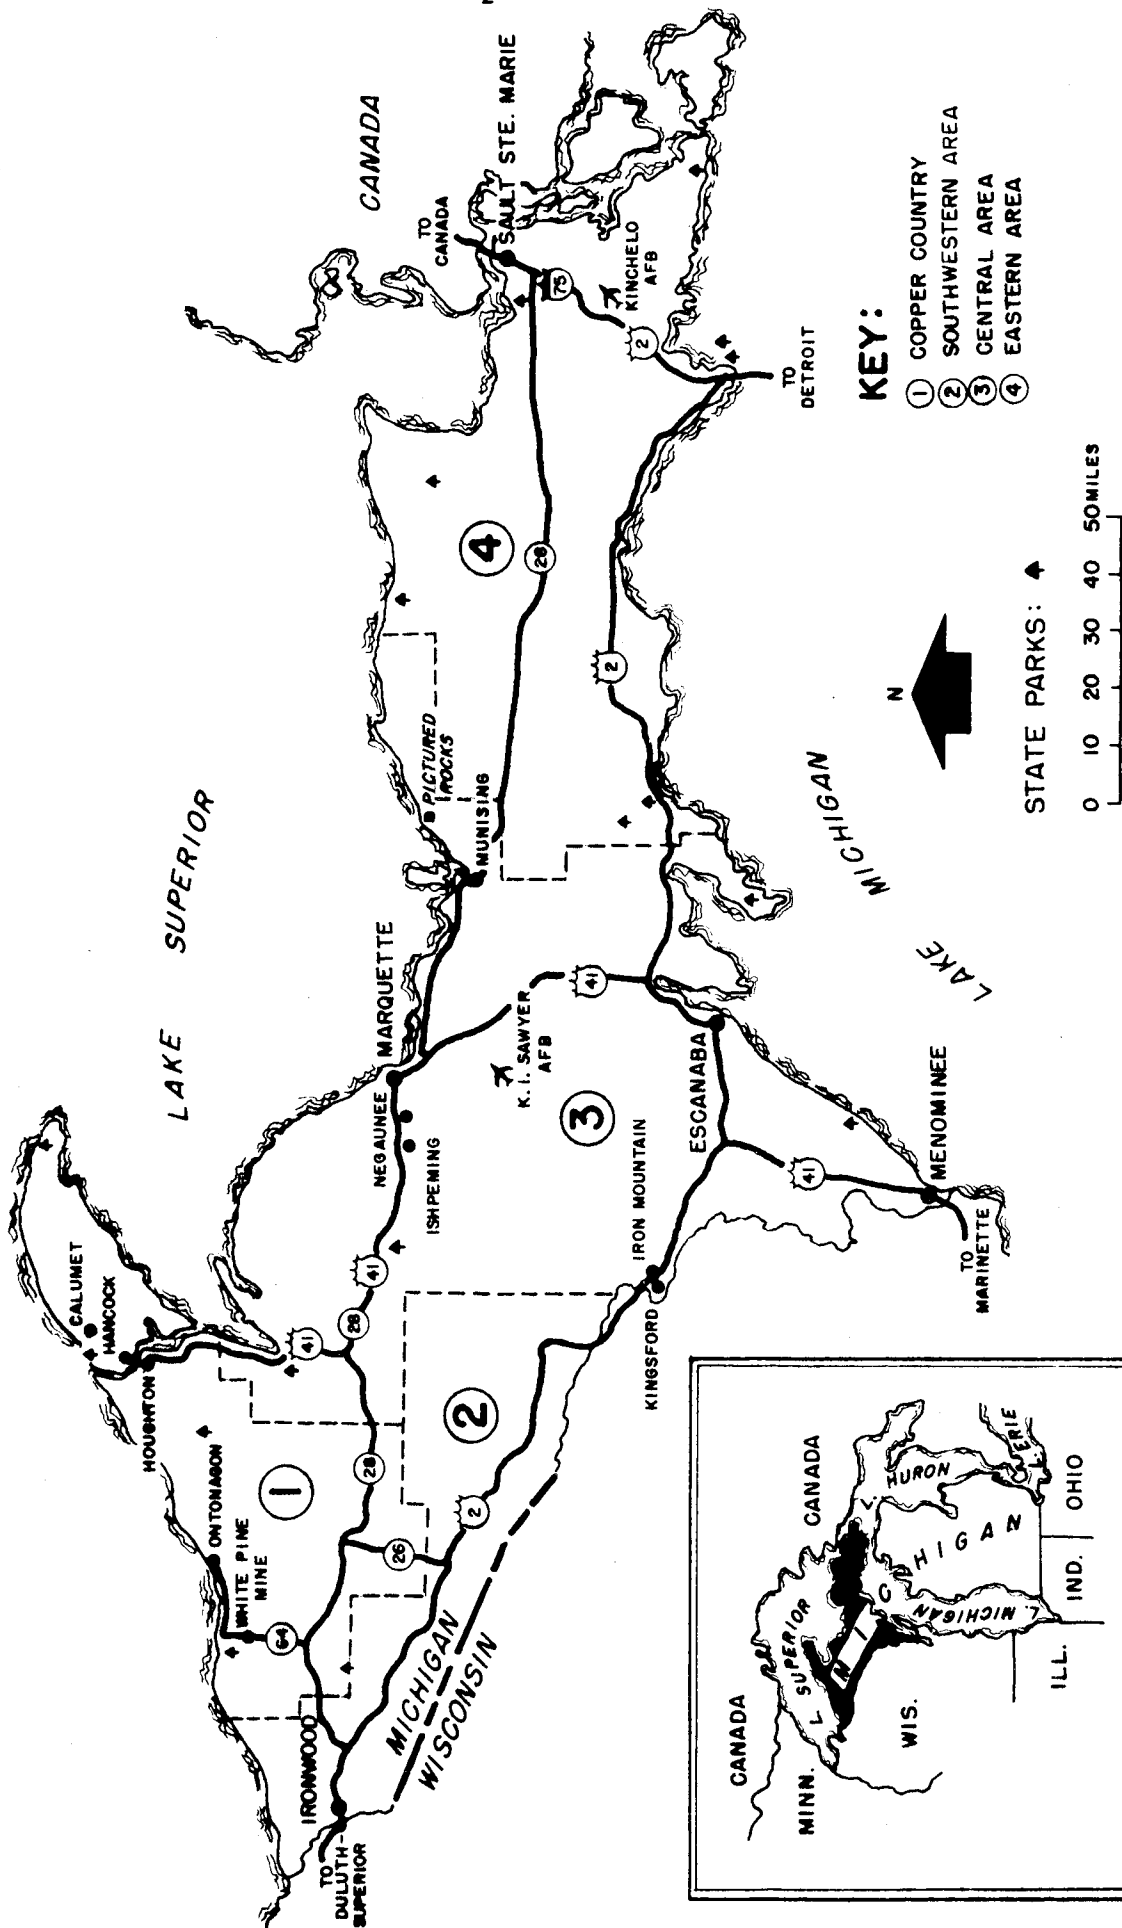 2
CANADA
LAKE SUPERIOR
TO
CANADA
SAULT STE. MARIE
75
KINCHELO
AFB
2
TO
DETROIT
4
28
2
PICTURED
ROCKS
MUNISING
MARQUETTE
NEGAUNEE
ISHPEMING
K. I. SAWYER
AFB
41
3
ESCANABA
IRON MOUNTAIN
KINGSFORD
41
MENOMINEE
TO
MARINETTE
LAKE MICHIGAN
CALUMET
HANCOCK
HOUGHTON
41
28
41
ONTONAGON
WHITE PINE
MINE
64
1
28
26
2
2
IRONWOOD
TO
DULUTH-
SUPERIOR
MICHIGAN
WISCONSIN
KEY:
1 COPPER COUNTRY
2 SOUTHWESTERN AREA
3 CENTRAL AREA
4 EASTERN AREA
N
STATE PARKS:
0 10 20 30 40 50 MILES
CANADA
MINN.
L SUPERIOR
CANADA
WIS.
MICHIGAN
L. MICHIGAN
L. HURON
L. ERIE
ILL.
IND.
OHIO